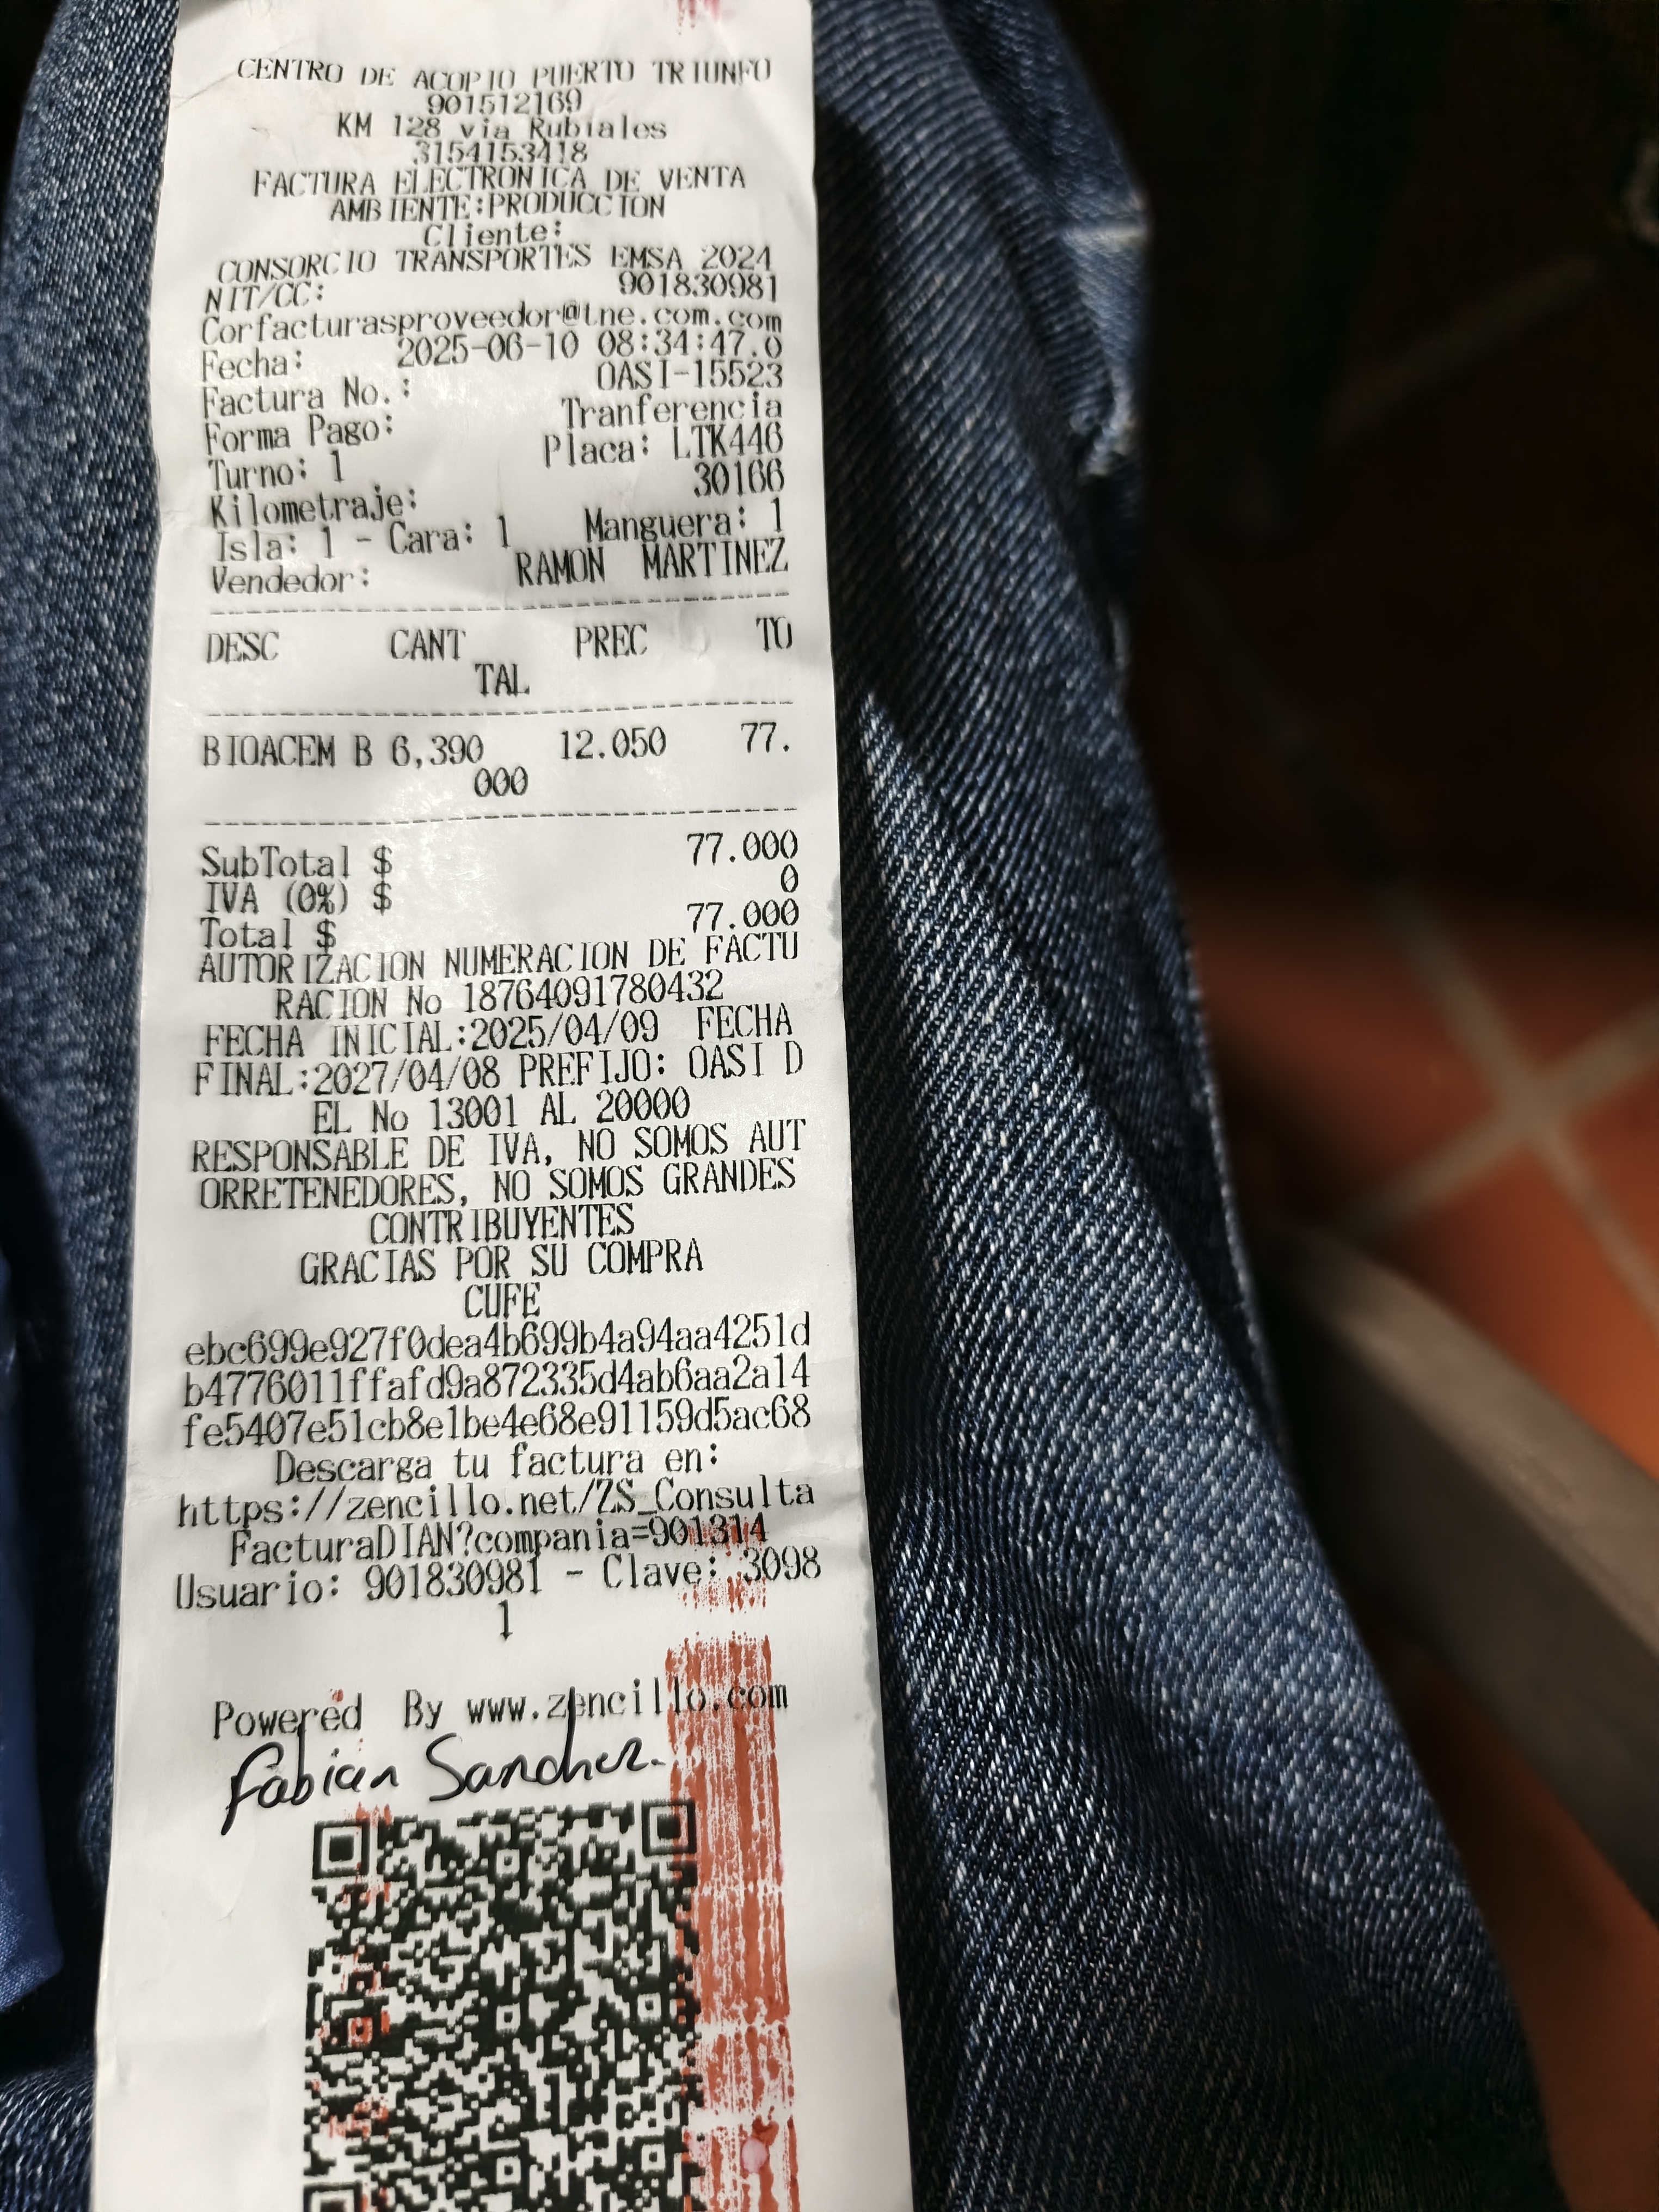 CENTRO DE ACOPIO PUERTO TRIUNFO
901512169
KM 128 via Rubiales
3154153418
FACTURA ELECTRONICA DE VENTA
AMBIENTE:PRODUCCION
Cliente:
CONSORCIO TRANSPORTES EMSA 2024
NIT/CC: 901830981
Corfacturasproveedor@tne.com.com
Fecha: 2025-06-10 08:34:47.0
Factura No.: OASI-15523
Forma Pago: Tranferencia
Turno: 1 Placa: LTK446
Kilometraje: 30166
Isla: 1 - Cara: 1 Manguera: 1
Vendedor: RAMON MARTINEZ
DESC CANT PREC TO
TAL
BIOACEM B 6,390 12.050 77.
000
SubTotal $ 77.000
IVA (0%) $ 0
Total $ 77.000
AUTORIZACION NUMERACION DE FACTU
RACION No 18764091780432
FECHA INICIAL:2025/04/09 FECHA
FINAL:2027/04/08 PREFIJO: OASI D
EL No 13001 AL 20000
RESPONSABLE DE IVA, NO SOMOS AUT
ORRETENEDORES, NO SOMOS GRANDES
CONTRIBUYENTES
GRACIAS POR SU COMPRA
CUFE
ebc699e927f0dea4b699b4a94aa4251d
b4776011ffafd9a872335d4ab6aa2a14
fe5407e51cb8e1be4e68e91159d5ac68
Descarga tu factura en:
https://zencillo.net/ZS_Consulta
FacturaDIAN?compania=901314
Usuario: 901830981 - Clave: 3098
1
Powered By www.zencillo.com
Fabian Sanchez.